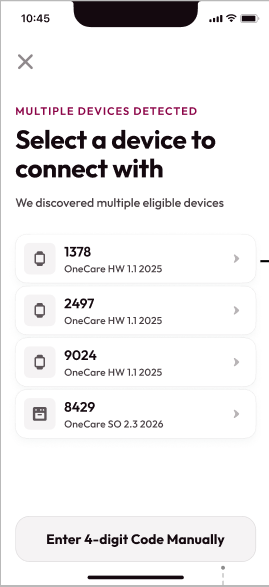 10:45
MULTIPLE DEVICES DETECTED
Select a device to
connect with
We discovered multiple eligible devices
1378
OneCare HW 1.1 2025
2497
OneCare HW 1.1 2025
9024
OneCare HW 1.1 2025
8429
OneCare SO 2.3 2026
Enter 4-digit Code Manually